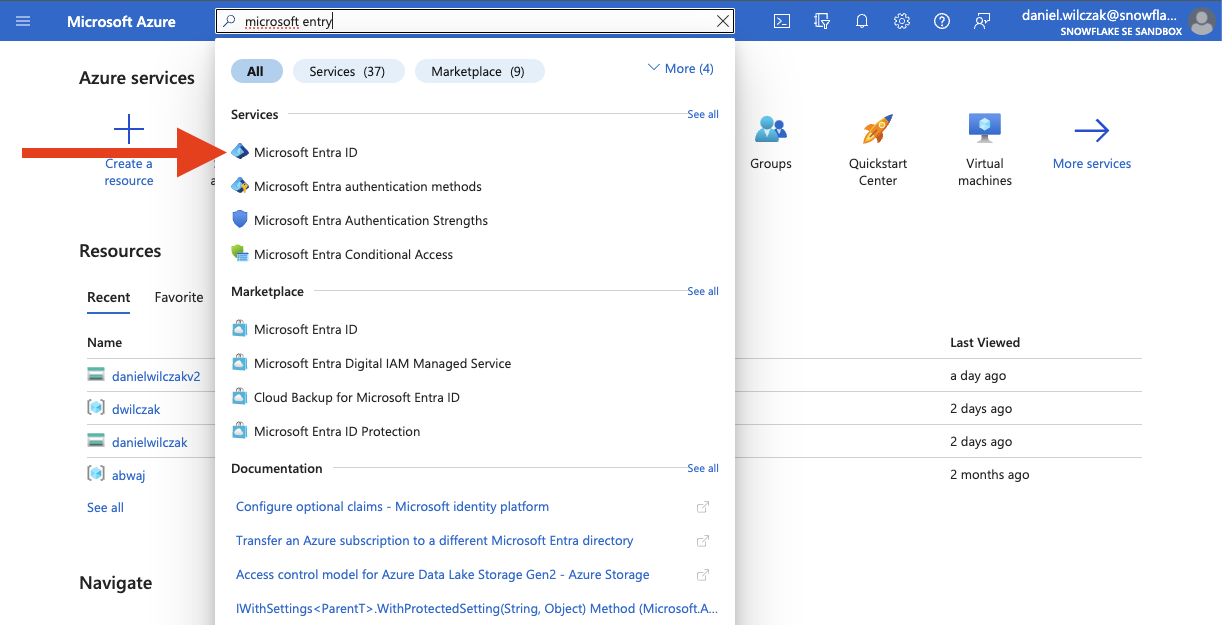 Microsoft Azure
microsoft entry
daniel.wilczak@snowfla...
SNOWFLAKE SE SANDBOX
All
Services (37)
Marketplace (9)
More (4)
Azure services
Services
See all
Create a
resource
a
Microsoft Entra ID
Microsoft Entra authentication methods
Microsoft Entra Authentication Strengths
Microsoft Entra Conditional Access
Groups
Quickstart
Center
Virtual
machines
More services
Marketplace
See all
Microsoft Entra ID
Microsoft Entra Digital IAM Managed Service
Cloud Backup for Microsoft Entra ID
Microsoft Entra ID Protection
Documentation
See all
Configure optional claims - Microsoft identity platform
Transfer an Azure subscription to a different Microsoft Entra directory
Access control model for Azure Data Lake Storage Gen2 - Azure Storage
IWithSettings<ParentT>.WithProtectedSetting(String, Object) Method (Microsoft.A...
Resources
Recent
Favorite
Name
Last Viewed
danielwilczakv2
a day ago
dwilczak
2 days ago
danielwilczak
2 days ago
abwaj
2 months ago
See all
Navigate